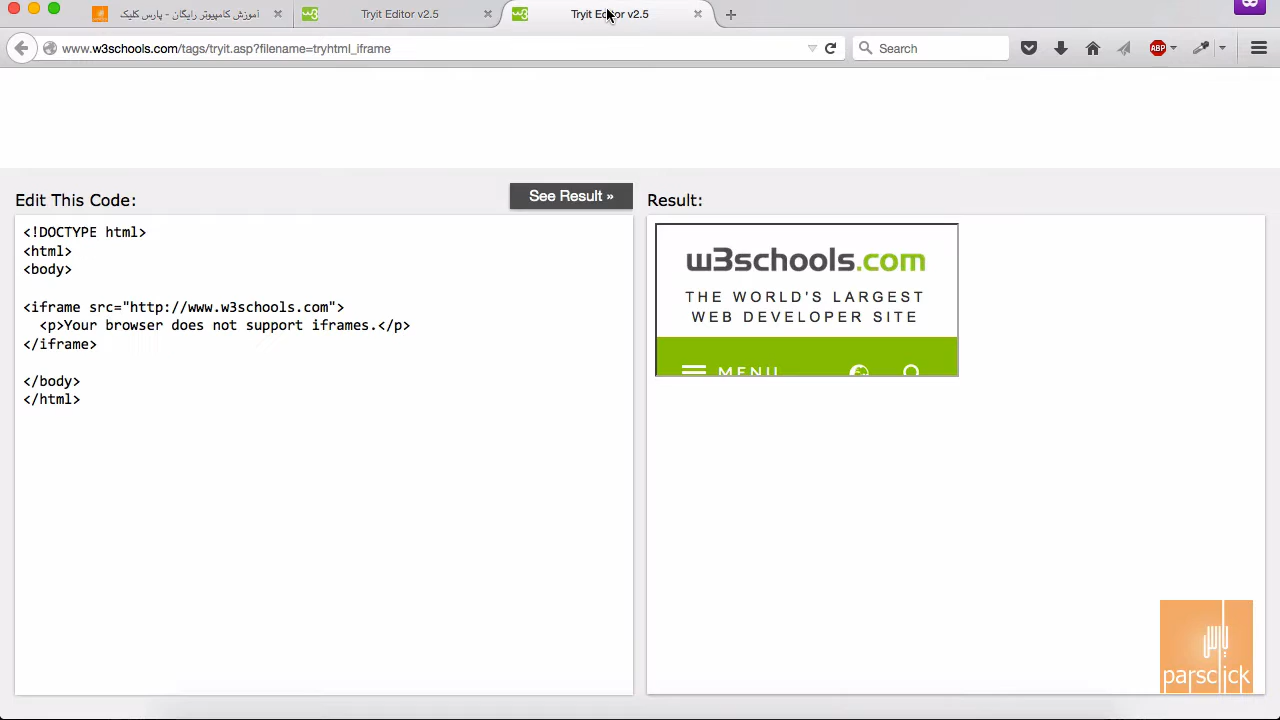 آموزش کامپیوتر رایگان - پارس کلیک
Tryit Editor v2.5
Tryit Editor v2.5
www.w3schools.com/tags/tryit.asp?filename=tryhtml_iframe
Search
ABP
Edit This Code:
See Result »
Result:
<!DOCTYPE html>
<html>
<body>
<iframe src="http://www.w3schools.com">
<p>Your browser does not support iframes.</p>
</iframe>
</body>
</html>
w3schools.com
THE WORLD'S LARGEST
WEB DEVELOPER SITE
MENU
پارس
parsclick